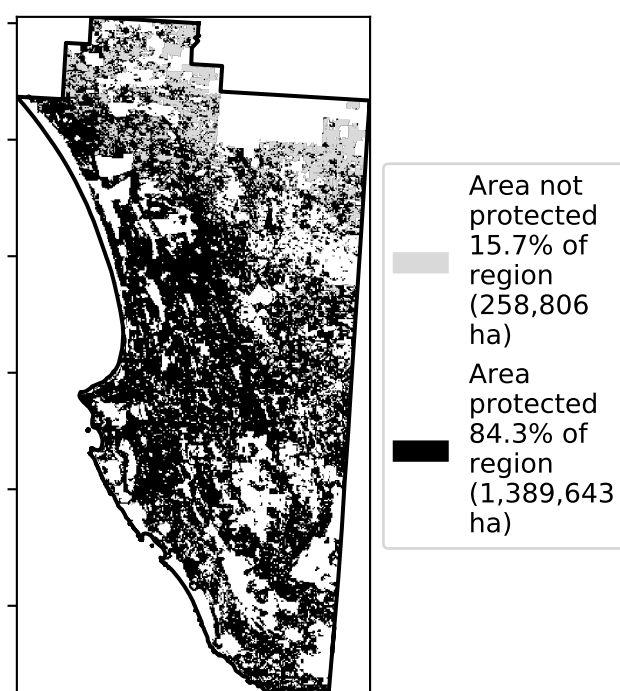 Area not
protected
15.7% of
region
(258,806
ha)
Area
protected
84.3% of
region
(1,389,643
ha)